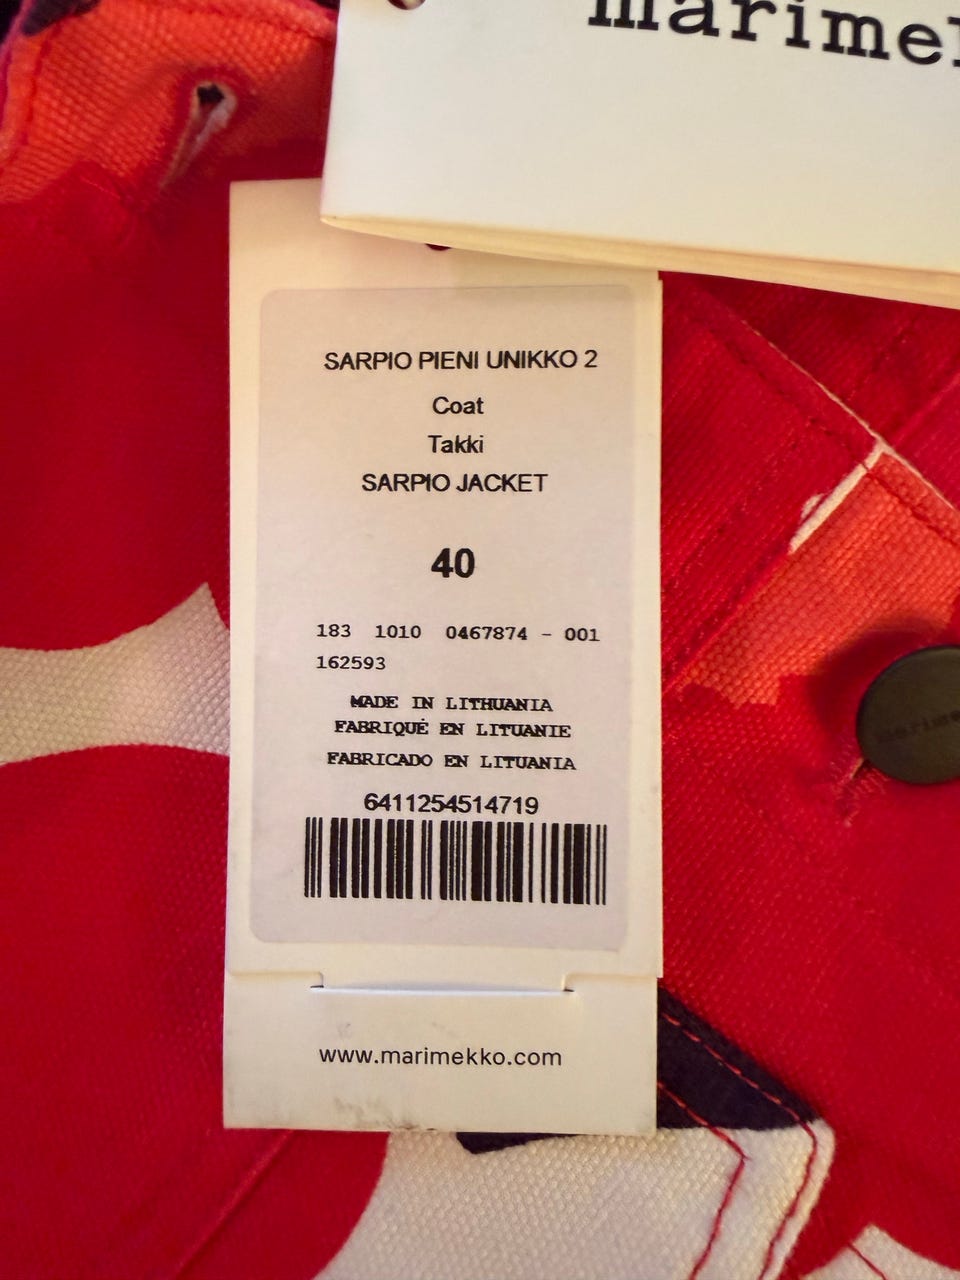 SARPIO PIENI UNIKKO 2
Coat
Takki
SARPIO JACKET
40
183 1010 0467874 - 001
162593
MADE IN LITHUANIA
FABRIQUÉ EN LITUANIE
FABRICADO EN LITUANIA
6411254514719
www.marimekko.com